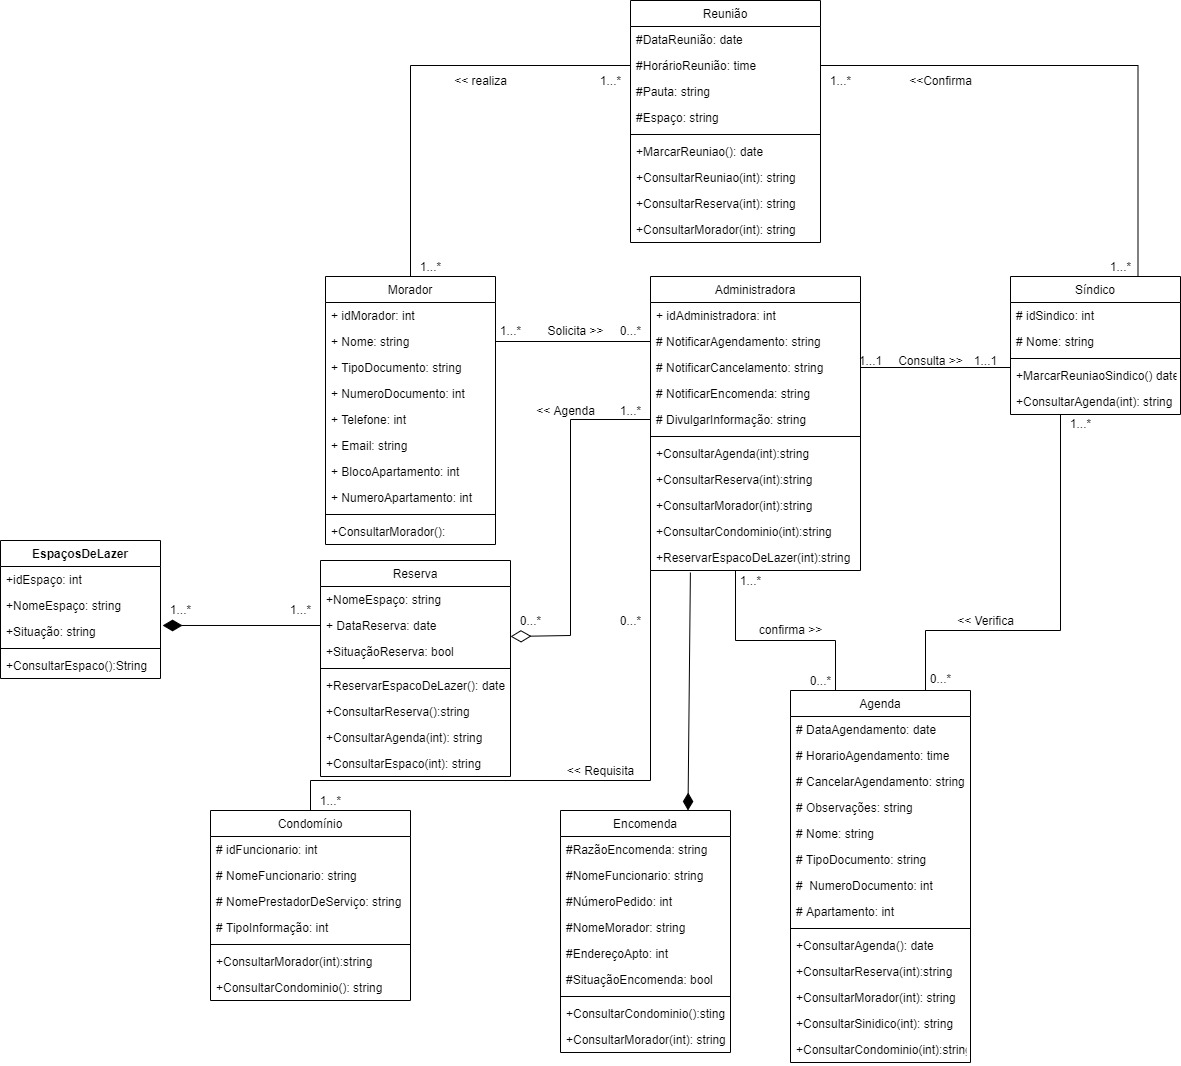 Reunião
#DataReunião: date
#HorárioReunião: time
#Pauta: string
#Espaço: string
+MarcarReuniao(): date
+ConsultarReuniao(int): string
+ConsultarReserva(int): string
+ConsultarMorador(int): string
<< realiza
1...*
1...*
<<Confirma
1...*
1...*
Morador
+ idMorador: int
+ Nome: string
+ TipoDocumento: string
+ NumeroDocumento: int
+ Telefone: int
+ Email: string
+ BlocoApartamento: int
+ NumeroApartamento: int
+ConsultarMorador():
1...*
Solicita >>
0...*
Administradora
+ idAdministradora: int
# NotificarAgendamento: string
# NotificarCancelamento: string
# NotificarEncomenda: string
# DivulgarInformação: string
+ConsultarAgenda(int):string
+ConsultarReserva(int):string
+ConsultarMorador(int):string
+ConsultarCondominio(int):string
+ReservarEspacoDeLazer(int):string
1...1
Consulta >>
1...1
Síndico
# idSindico: int
# Nome: string
+MarcarReuniaoSindico() date
+ConsultarAgenda(int): string
1...*
<< Agenda
1...*
0...*
EspaçosDeLazer
+idEspaço: int
+NomeEspaço: string
+Situação: string
+ConsultarEspaco():String
1...*
1...*
Reserva
+NomeEspaço: string
+ DataReserva: date
+SituaçãoReserva: bool
+ReservarEspacoDeLazer(): date
+ConsultarReserva():string
+ConsultarAgenda(int): string
+ConsultarEspaco(int): string
0...*
<< Requisita
1...*
1...*
confirma >>
0...*
<< Verifica
0...*
Condomínio
# idFuncionario: int
# NomeFuncionario: string
# NomePrestadorDeServiço: string
# TipoInformação: int
+ConsultarMorador(int):string
+ConsultarCondominio(): string
Encomenda
#RazãoEncomenda: string
#NomeFuncionario: string
#NúmeroPedido: int
#NomeMorador: string
#EndereçoApto: int
#SituaçãoEncomenda: bool
+ConsultarCondominio():sting
+ConsultarMorador(int): string
Agenda
# DataAgendamento: date
# HorarioAgendamento: time
# CancelarAgendamento: string
# Observações: string
# Nome: string
# TipoDocumento: string
# NumeroDocumento: int
# Apartamento: int
+ConsultarAgenda(): date
+ConsultarReserva(int):string
+ConsultarMorador(int): string
+ConsultarSinidico(int): string
+ConsultarCondominio(int):string